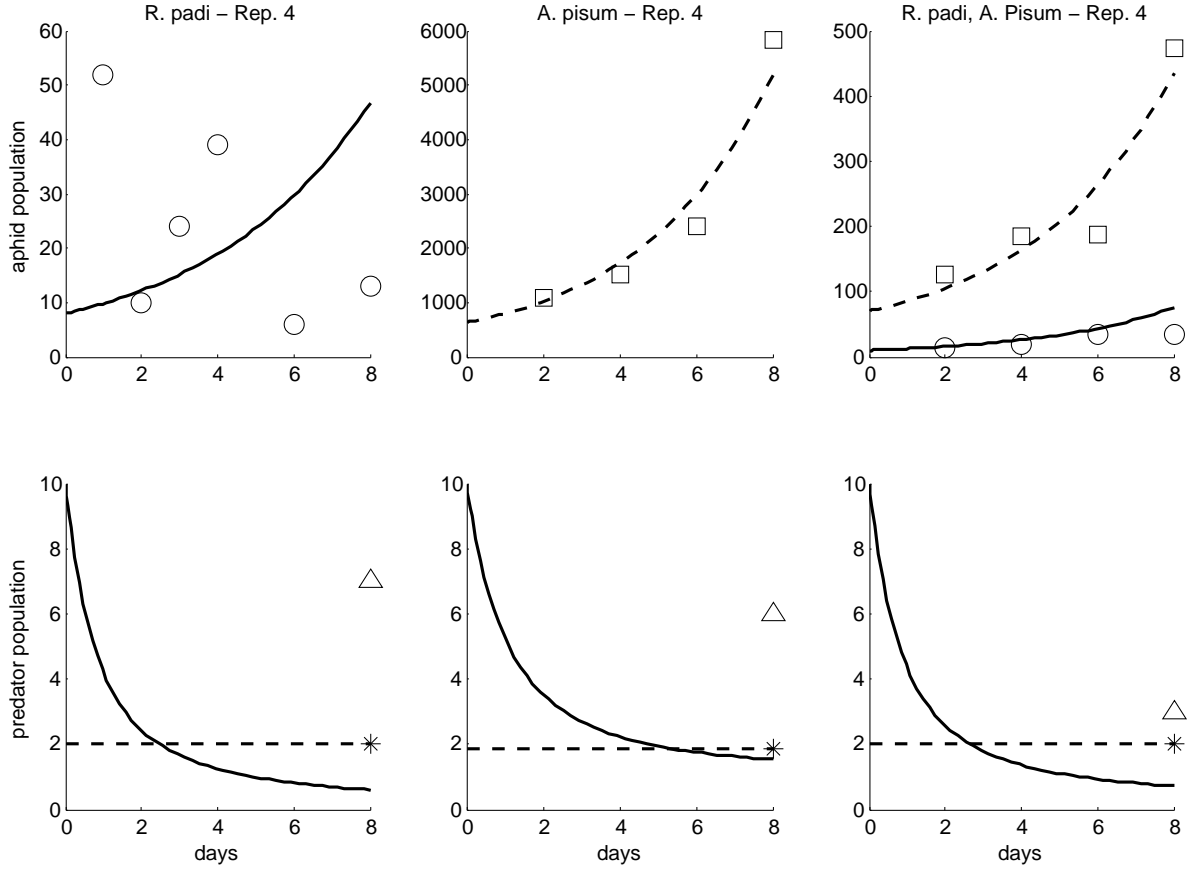 R. padi – Rep. 4
A. pisum – Rep. 4
R. padi, A. Pisum – Rep. 4
aphid population
60
50
40
30
20
10
0
0 2 4 6 8
6000
5000
4000
3000
2000
1000
0
0 2 4 6 8
500
400
300
200
100
0
0 2 4 6 8
predator population
10
8
6
4
2
0
0 2 4 6 8
days
10
8
6
4
2
0
0 2 4 6 8
days
10
8
6
4
2
0
0 2 4 6 8
days